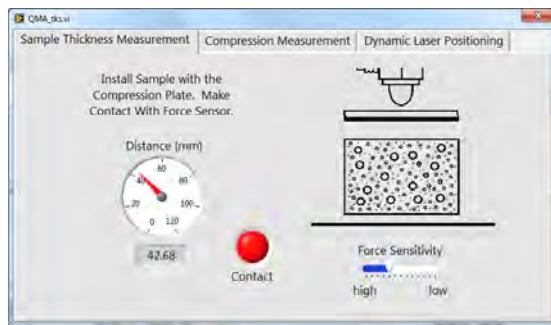 QMA_tks.vi
Sample Thickness Measurement
Compression Measurement
Dynamic Laser Positioning
Install Sample with the
Compression Plate. Make
Contact With Force Sensor.
Distance (mm)
60
40
80
20
100
0
120
42.68
Contact
Force Sensitivity
high
low